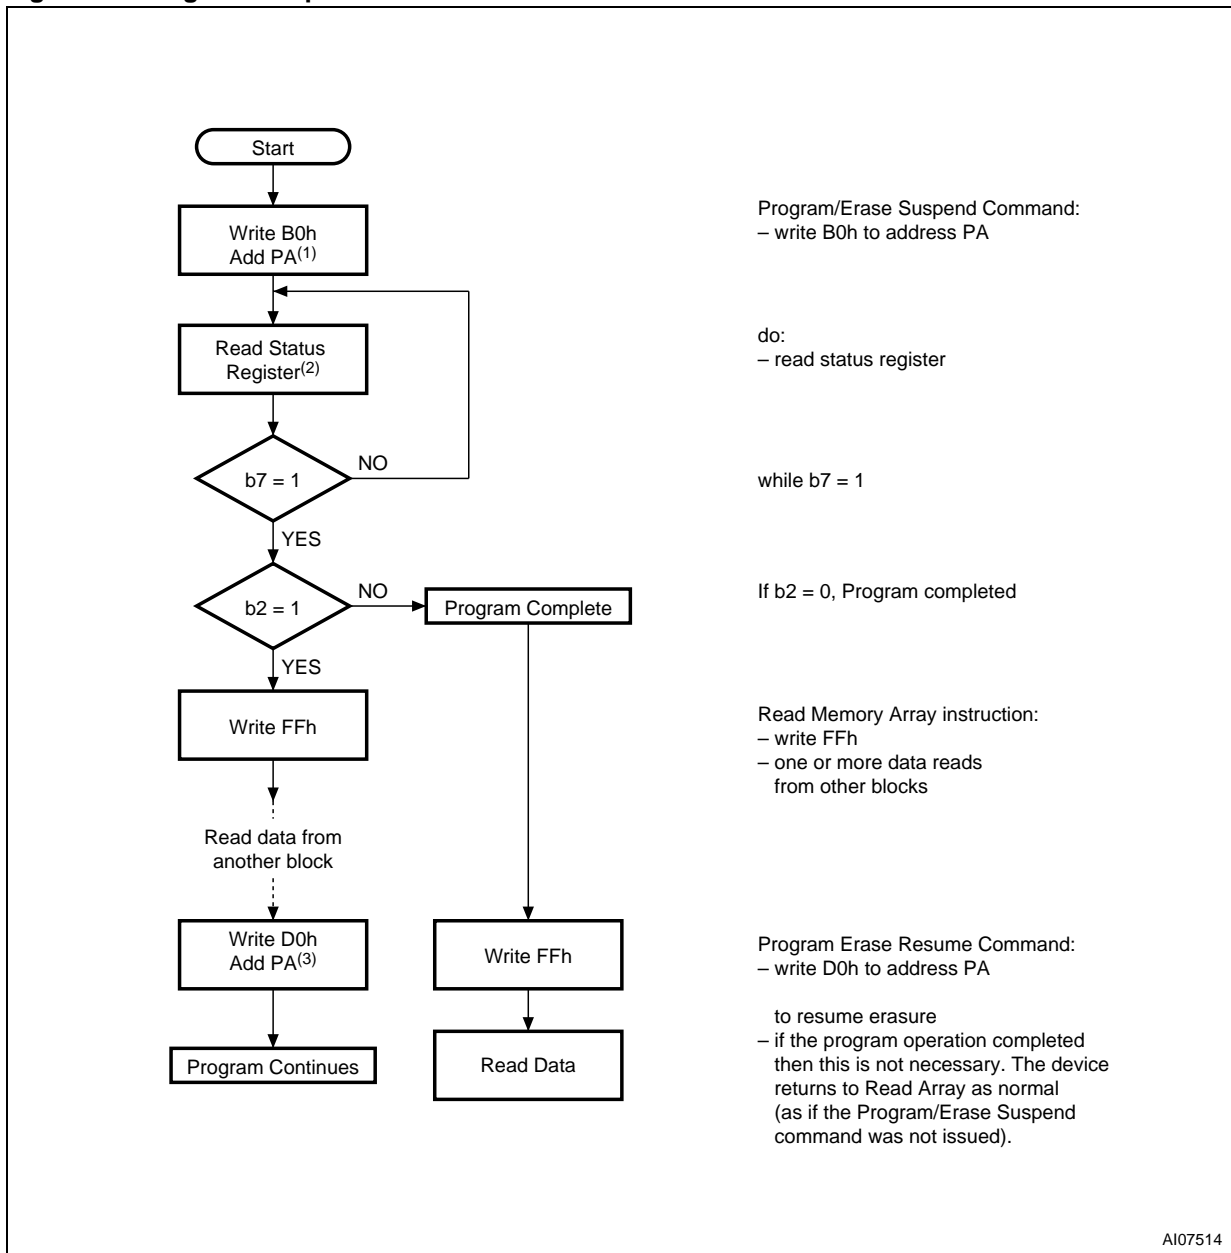 Start
Write B0h
Add PA(1)
Program/Erase Suspend Command:
– write B0h to address PA
Read Status
Register(2)
do:
– read status register
b7 = 1
NO
while b7 = 1
YES
b2 = 1
NO
Program Complete
If b2 = 0, Program completed
YES
Write FFh
Read Memory Array instruction:
– write FFh
– one or more data reads
from other blocks
Read data from
another block
Write D0h
Add PA(3)
Write FFh
Program Erase Resume Command:
– write D0h to address PA
to resume erasure
– if the program operation completed
then this is not necessary. The device
returns to Read Array as normal
(as if the Program/Erase Suspend
command was not issued).
Program Continues
Read Data
AI07514